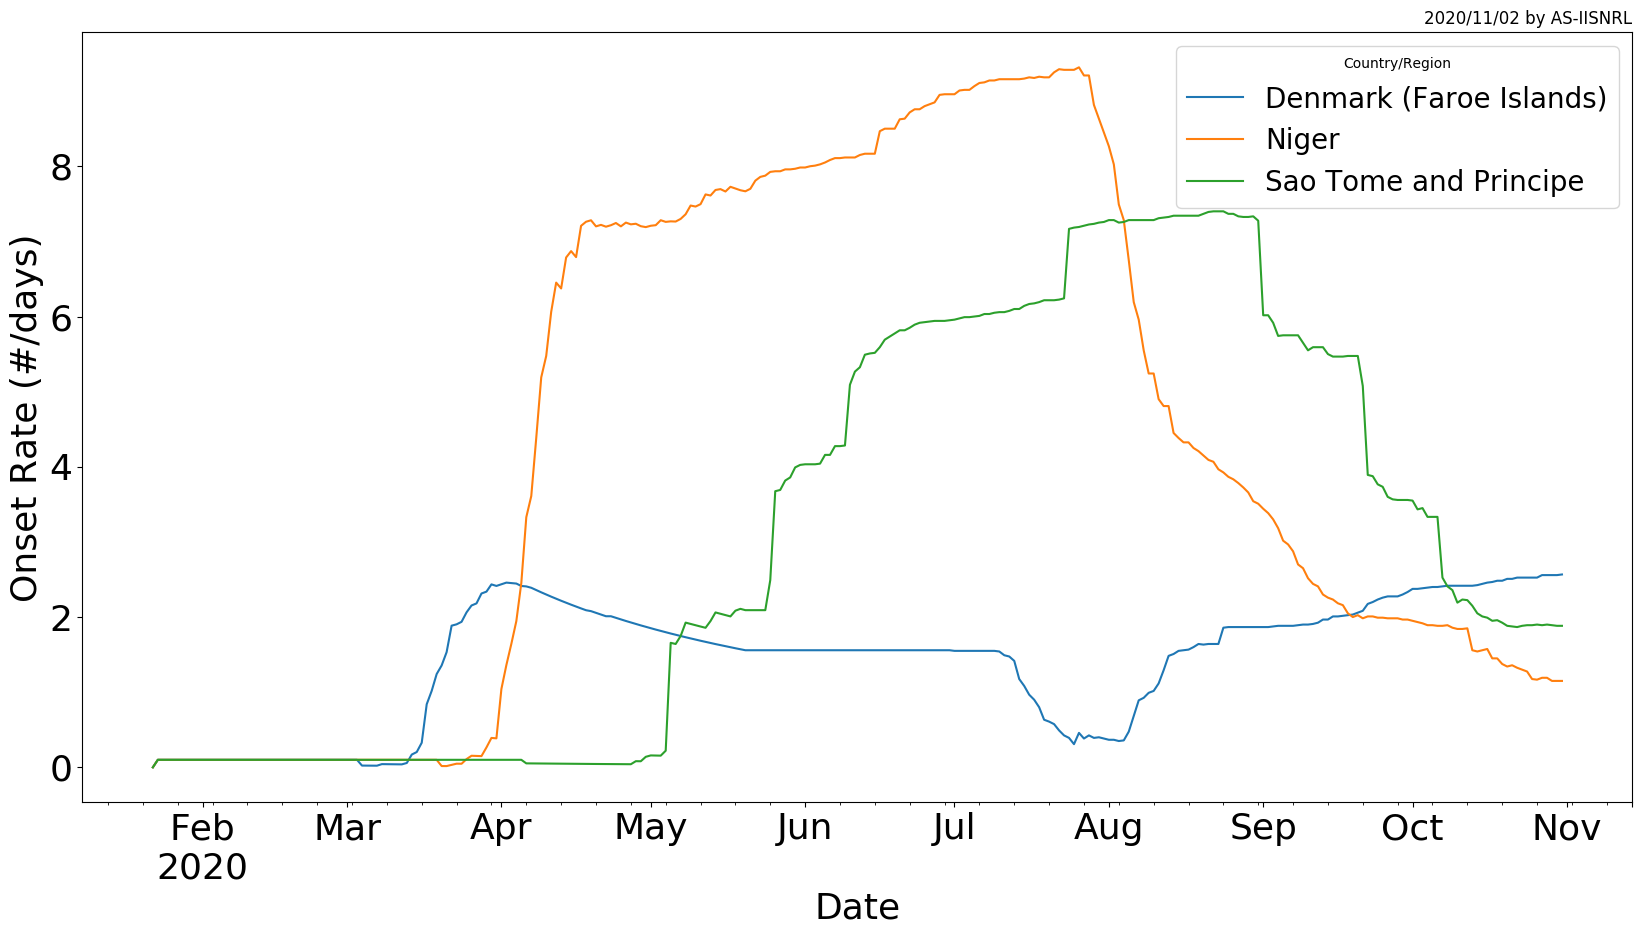 2020/11/02 by AS-IISNRL
Country/Region
Denmark (Faroe Islands)
Niger
Sao Tome and Principe
Onset Rate (#/days)
8
6
4
2
0
Feb Mar Apr May Jun Jul Aug Sep Oct Nov
2020
Date